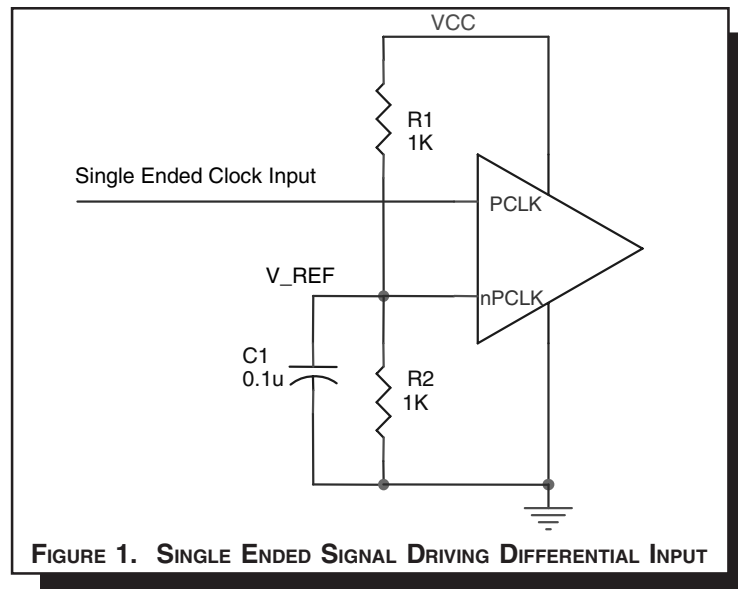 VCC
R1
1K
Single Ended Clock Input
PCLK
V_REF
nPCLK
C1
0.1u
R2
1K
FIGURE 1. SINGLE ENDED SIGNAL DRIVING DIFFERENTIAL INPUT